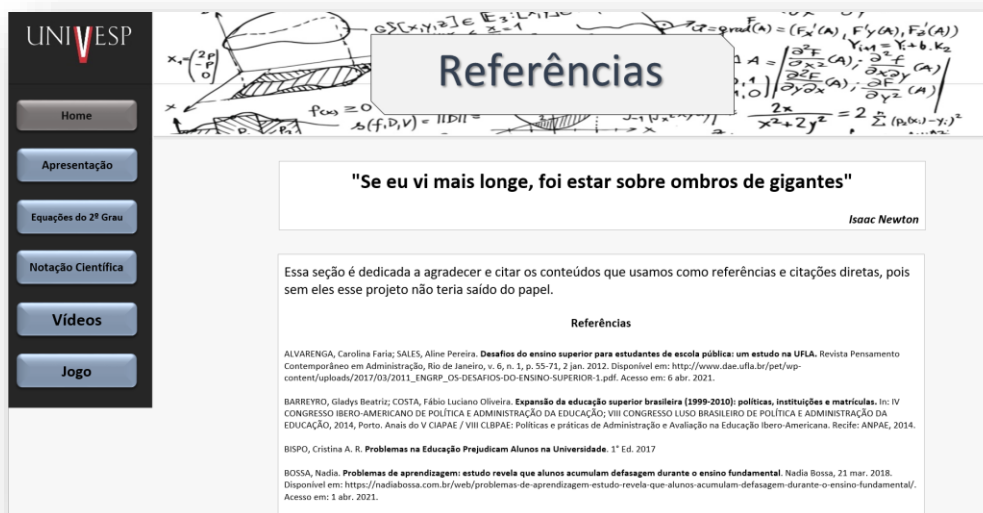 UNIVESP
Home
Apresentação
Equações do 2º Grau
Notação Científica
Vídeos
Jogo
Referências
"Se eu vi mais longe, foi estar sobre ombros de gigantes"
Isaac Newton
Essa seção é dedicada a agradecer e citar os conteúdos que usamos como referências e citações diretas, pois
sem eles esse projeto não teria saído do papel.
Referências
ALVARENGA, Carolina Faria; SALES, Aline Pereira. Desafios do ensino superior para estudantes de escola pública: um estudo na UFLA. Revista Pensamento
Contemporâneo em Administração, Rio de Janeiro, v. 6, n. 1, p. 55-71, 2 jan. 2012. Disponível em: http://www.dae.ufla.br/pet/wp-
content/uploads/2017/03/2011_ENGRP_OS-DESAFIOS-DO-ENSINO-SUPERIOR-1.pdf. Acesso em: 6 abr. 2021.
BARREYRO, Gladys Beatriz; COSTA, Fábio Luciano Oliveira. Expansão da educação superior brasileira (1999-2010): políticas, instituições e matrículas. In: IV
CONGRESSO IBERO-AMERICANO DE POLÍTICA E ADMINISTRAÇÃO DA EDUCAÇÃO; VIII CONGRESSO LUSO BRASILEIRO DE POLÍTICA E ADMINISTRAÇÃO DA
EDUCAÇÃO, 2014, Porto. Anais do V CIAPAE / VIII CLBPAE: Políticas e práticas de Administração e Avaliação na Educação Ibero-Americana. Recife: ANPAE, 2014.
BISPO, Cristina A. R. Problemas na Educação Prejudicam Alunos na Universidade. 1° Ed. 2017
BOSSA, Nadia. Problemas de aprendizagem: estudo revela que alunos acumulam defasagem durante o ensino fundamental. Nadia Bossa, 21 mar. 2018.
Disponível em: https://nadiabossa.com.br/web/problemas-de-aprendizagem-estudo-revela-que-alunos-acumulam-defasagem-durante-o-ensino-fundamental/.
Acesso em: 1 abr. 2021.